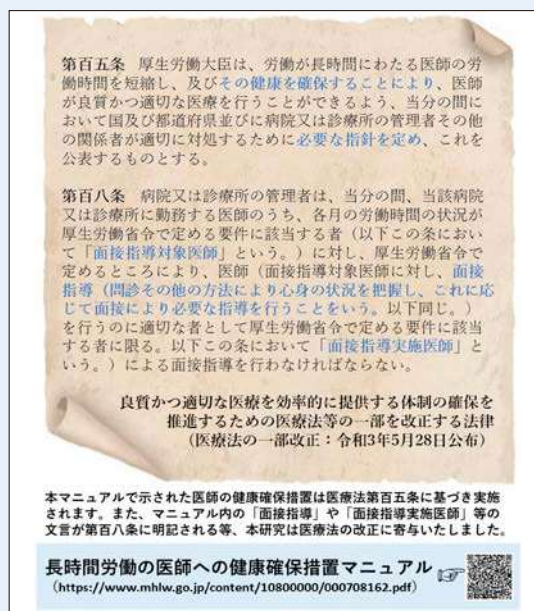 第百五条　厚生労働大臣は、労働が長時間にわたる医師の労
働時間を短縮し、及びその健康を確保することにより、医師
が良質かつ適切な医療を行うことができるよう、当分の間に
おいて国及び都道府県並びに病院又は診療所の管理者その他
の関係者が適切に対処するために必要な指針を定め、これを
公表するものとする。
第百八条　病院又は診療所の管理者は、当分の間、当該病院
又は診療所に勤務する医師のうち、各月の労働時間の状況が
厚生労働省令で定める要件に該当する者（以下この条におい
て「面接指導対象医師」という。）に対し、厚生労働省令で
定めるところにより、医師（面接指導対象医師に対し、面接
指導（問診その他の方法により心身の状況を把握し、これに応
じて面接により必要な指導を行うことをいう。以下同じ。）
を行うのに適切な者として厚生労働省令で定める要件に該当
する者に限る。以下この条において「面接指導実施医師」と
いう。）による面接指導を行わなければならない。
良質かつ適切な医療を効率的に提供する体制の確保を
推進するための医療法等の一部を改正する法律
（医療法の一部改正：令和3年5月28日公布）
本マニュアルで示された医師の健康確保措置は医療法第百五条に基づき実施
されます。また、マニュアル内の「面接指導」や「面接指導実施医師」等の
文言が第百八条に明記される等、本研究は医療法の改正に寄与いたしました。
長時間労働の医師への健康確保措置マニュアル
（https://www.mhlw.go.jp/content/10800000/000708162.pdf）